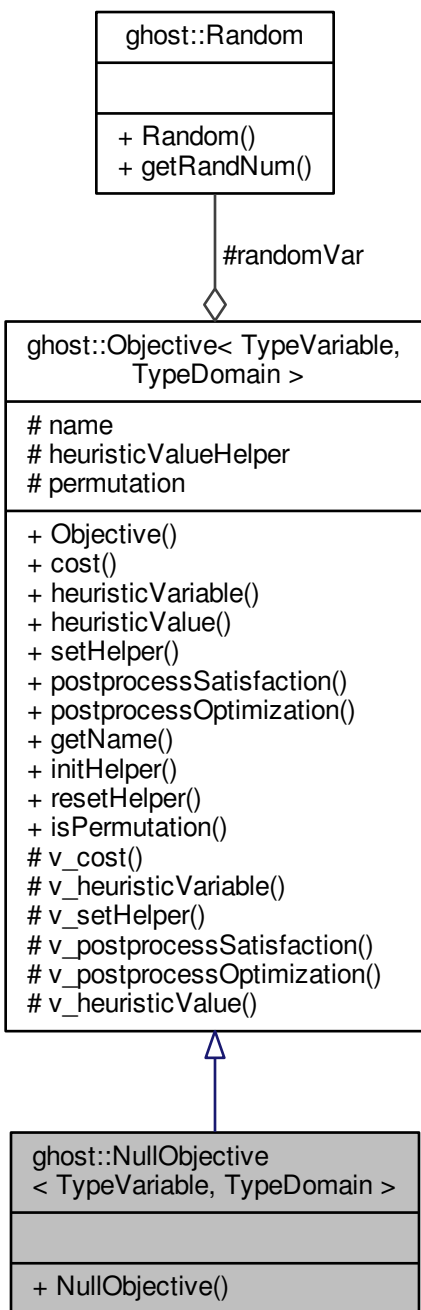 ghost::Random
+ Random()
+ getRandNum()
#randomVar
ghost::Objective< TypeVariable,
TypeDomain >
# name
# heuristicValueHelper
# permutation
+ Objective()
+ cost()
+ heuristicVariable()
+ heuristicValue()
+ setHelper()
+ postprocessSatisfaction()
+ postprocessOptimization()
+ getName()
+ initHelper()
+ resetHelper()
+ isPermutation()
# v_cost()
# v_heuristicVariable()
# v_setHelper()
# v_postprocessSatisfaction()
# v_postprocessOptimization()
# v_heuristicValue()
ghost::NullObjective
< TypeVariable, TypeDomain >
+ NullObjective()